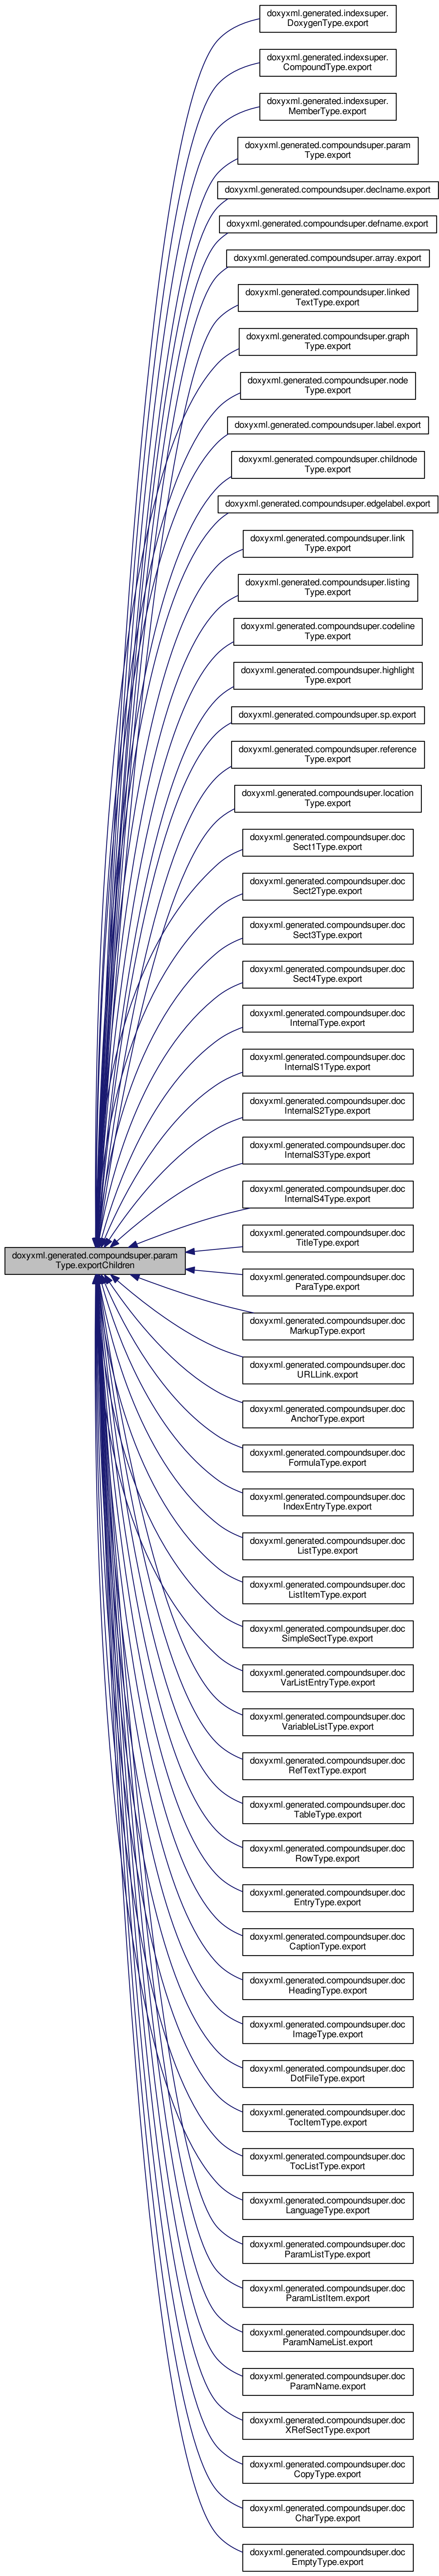 doxyxml.generated.indexsuper.
DoxygenType.export
doxyxml.generated.indexsuper.
CompoundType.export
doxyxml.generated.indexsuper.
MemberType.export
doxyxml.generated.compoundsuper.param
Type.export
doxyxml.generated.compoundsuper.declname.export
doxyxml.generated.compoundsuper.defname.export
doxyxml.generated.compoundsuper.array.export
doxyxml.generated.compoundsuper.linked
TextType.export
doxyxml.generated.compoundsuper.graph
Type.export
doxyxml.generated.compoundsuper.node
Type.export
doxyxml.generated.compoundsuper.label.export
doxyxml.generated.compoundsuper.childnode
Type.export
doxyxml.generated.compoundsuper.edgelabel.export
doxyxml.generated.compoundsuper.link
Type.export
doxyxml.generated.compoundsuper.listing
Type.export
doxyxml.generated.compoundsuper.codeline
Type.export
doxyxml.generated.compoundsuper.highlight
Type.export
doxyxml.generated.compoundsuper.sp.export
doxyxml.generated.compoundsuper.reference
Type.export
doxyxml.generated.compoundsuper.location
Type.export
doxyxml.generated.compoundsuper.doc
Sect1Type.export
doxyxml.generated.compoundsuper.doc
Sect2Type.export
doxyxml.generated.compoundsuper.doc
Sect3Type.export
doxyxml.generated.compoundsuper.doc
Sect4Type.export
doxyxml.generated.compoundsuper.doc
InternalType.export
doxyxml.generated.compoundsuper.doc
InternalS1Type.export
doxyxml.generated.compoundsuper.doc
InternalS2Type.export
doxyxml.generated.compoundsuper.doc
InternalS3Type.export
doxyxml.generated.compoundsuper.doc
InternalS4Type.export
doxyxml.generated.compoundsuper.doc
TitleType.export
doxyxml.generated.compoundsuper.param
Type.exportChildren
doxyxml.generated.compoundsuper.doc
ParaType.export
doxyxml.generated.compoundsuper.doc
MarkupType.export
doxyxml.generated.compoundsuper.doc
URLLink.export
doxyxml.generated.compoundsuper.doc
AnchorType.export
doxyxml.generated.compoundsuper.doc
FormulaType.export
doxyxml.generated.compoundsuper.doc
IndexEntryType.export
doxyxml.generated.compoundsuper.doc
ListType.export
doxyxml.generated.compoundsuper.doc
ListItemType.export
doxyxml.generated.compoundsuper.doc
SimpleSectType.export
doxyxml.generated.compoundsuper.doc
VarListEntryType.export
doxyxml.generated.compoundsuper.doc
VariableListType.export
doxyxml.generated.compoundsuper.doc
RefTextType.export
doxyxml.generated.compoundsuper.doc
TableType.export
doxyxml.generated.compoundsuper.doc
RowType.export
doxyxml.generated.compoundsuper.doc
EntryType.export
doxyxml.generated.compoundsuper.doc
CaptionType.export
doxyxml.generated.compoundsuper.doc
HeadingType.export
doxyxml.generated.compoundsuper.doc
ImageType.export
doxyxml.generated.compoundsuper.doc
DotFileType.export
doxyxml.generated.compoundsuper.doc
TocItemType.export
doxyxml.generated.compoundsuper.doc
TocListType.export
doxyxml.generated.compoundsuper.doc
LanguageType.export
doxyxml.generated.compoundsuper.doc
ParamListType.export
doxyxml.generated.compoundsuper.doc
ParamListItem.export
doxyxml.generated.compoundsuper.doc
ParamNameList.export
doxyxml.generated.compoundsuper.doc
ParamName.export
doxyxml.generated.compoundsuper.doc
XRefSectType.export
doxyxml.generated.compoundsuper.doc
CopyType.export
doxyxml.generated.compoundsuper.doc
CharType.export
doxyxml.generated.compoundsuper.doc
EmptyType.export